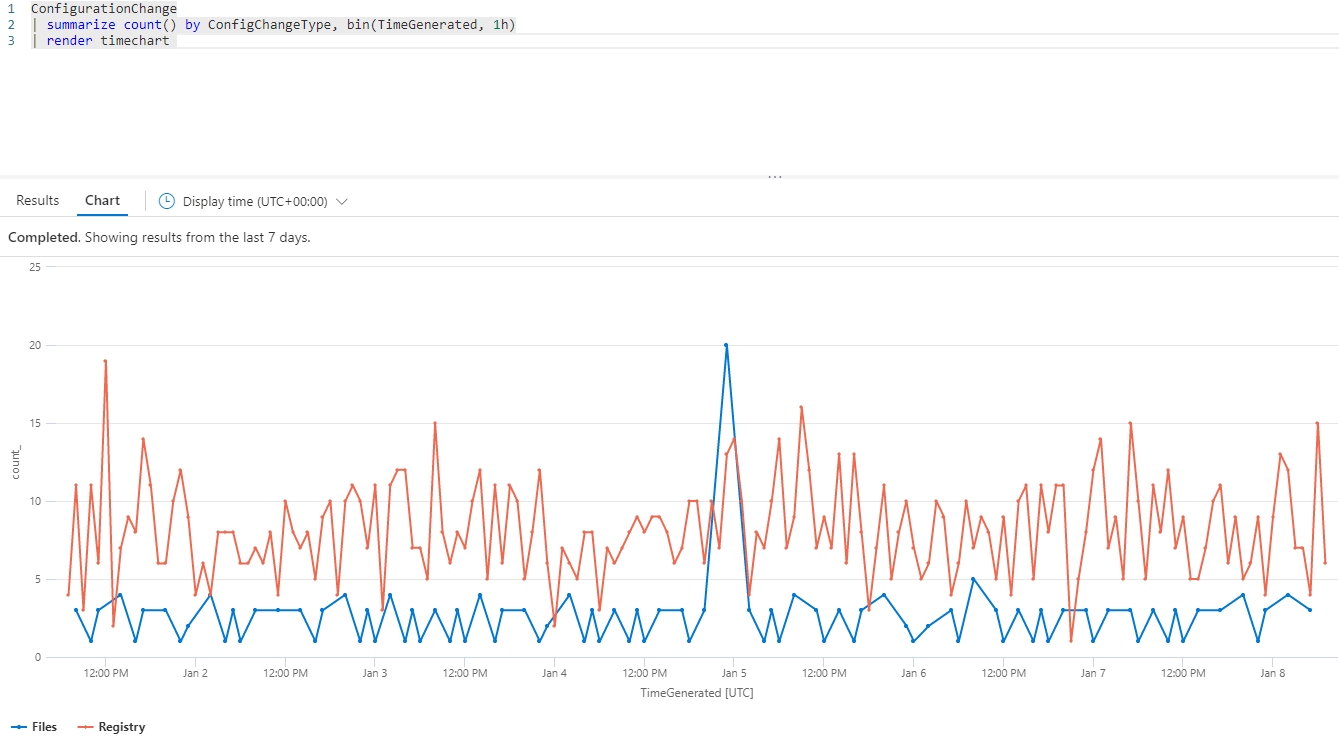 1 ConfigurationChange
2 | summarize count() by ConfigChangeType, bin(TimeGenerated, 1h)
3 | render timechart
...
Results Chart Display time (UTC+00:00)
Completed. Showing results from the last 7 days.
25
20
15
10
5
0
count_
12:00 PM Jan 2 12:00 PM Jan 3 12:00 PM Jan 4 12:00 PM Jan 5 12:00 PM Jan 6 12:00 PM Jan 7 12:00 PM Jan 8
TimeGenerated [UTC]
Files Registry